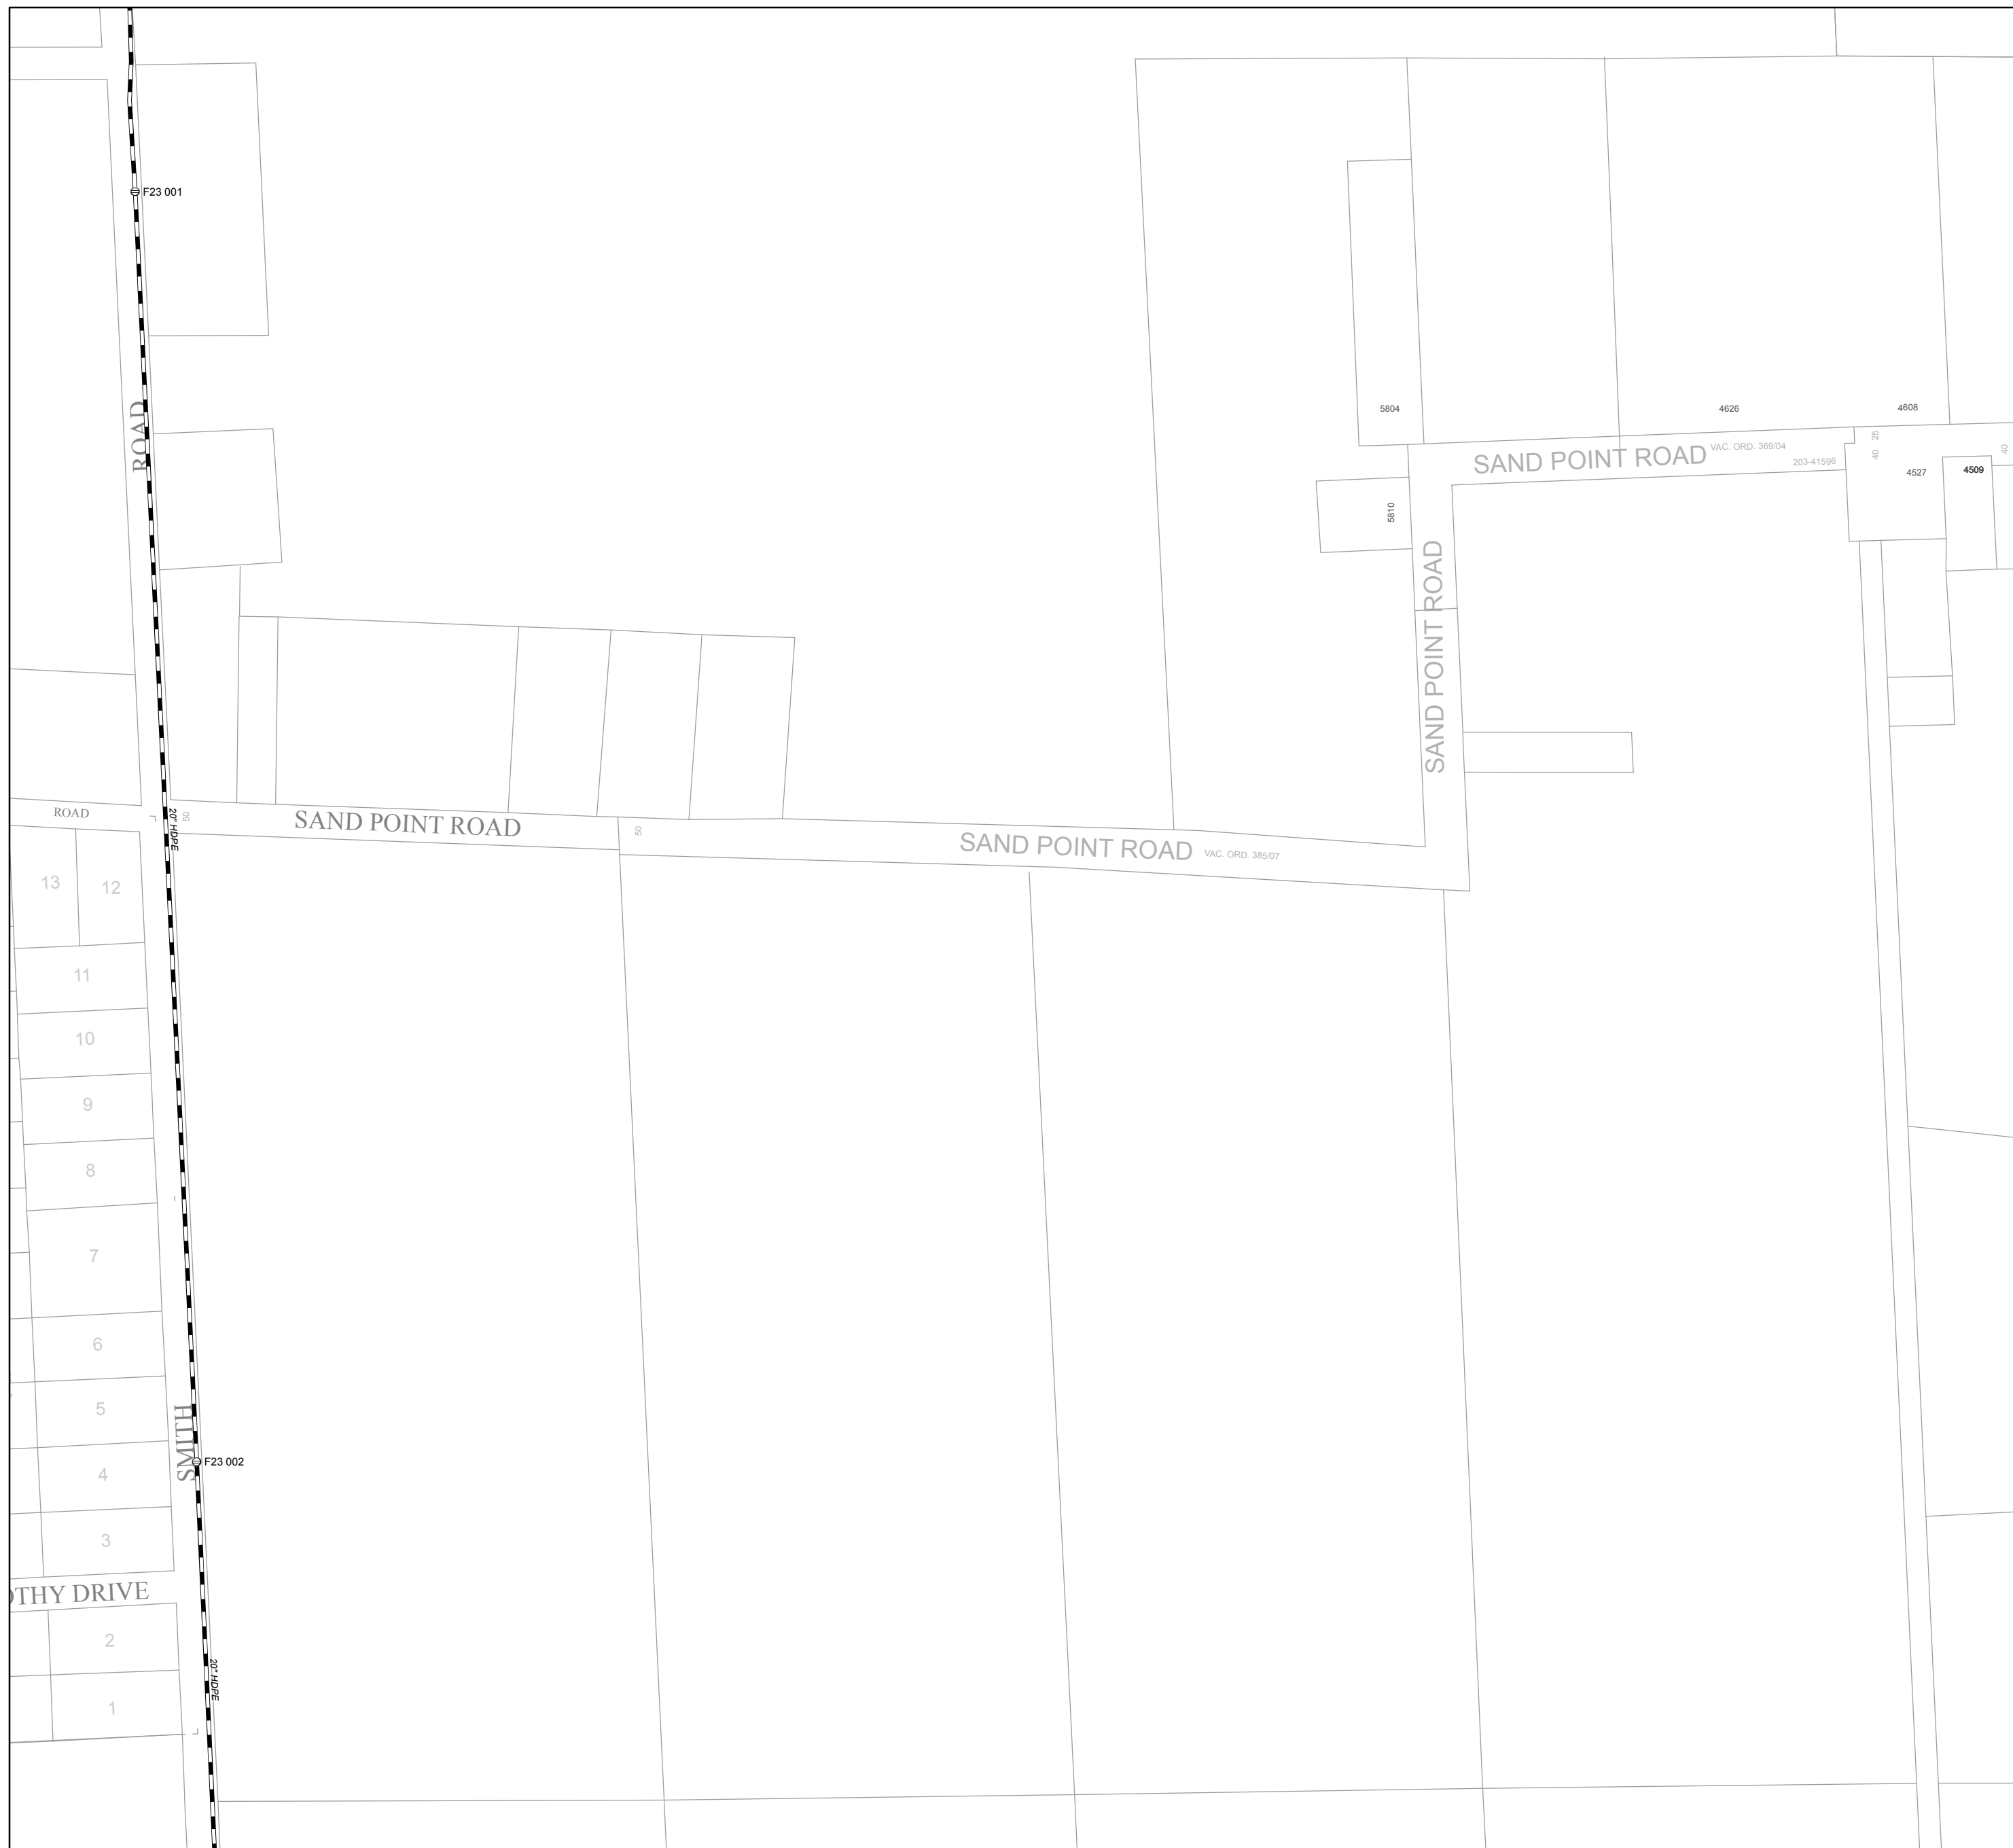 F23 001
ROAD
5804
4626
4608
SAND POINT ROAD
VAC. ORD. 369/04
203-41596
25
40
40
4527
4509
5810
SAND POINT ROAD
ROAD
20" HDPE
50
SAND POINT ROAD
50
SAND POINT ROAD
VAC. ORD. 385/07
13
12
11
10
9
8
7
6
5
SMITH
F23 002
4
3
OTHY DRIVE
2
20" HDPE
1